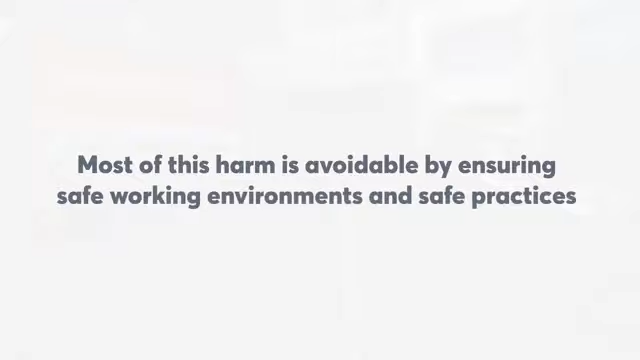 Most of this harm is avoidable by ensuring
safe working environments and safe practices